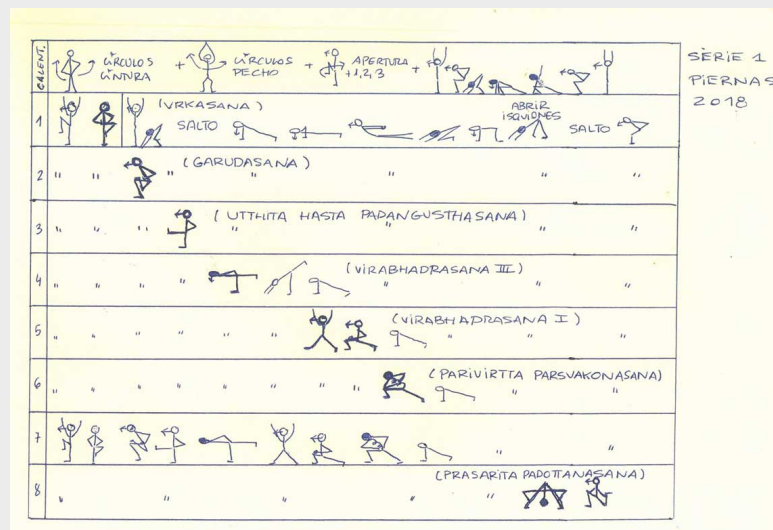 CALENT. CÍRCULOS CINTURA + CÍRCULOS PECHO + APERTURA +1,2,3 +
SERIE 1
PIERNAS
2018
1 (VRKASANA) SALTO ABRIR ISQUIONES SALTO
2 " " (GARUDASANA) " " " " "
3 " " " (UTTHITA HASTA PADANGUSTHASANA) " " " "
4 " " " " (VIRABHADRASANA III) " " "
5 " " " " " " (VIRABHADRASANA I) " " "
6 " " " " " " " " (PARIVIRTTA PARSVAKONASANA) " "
7 " "
8 " " " " " (PRASARITA PADOTTANASANA)